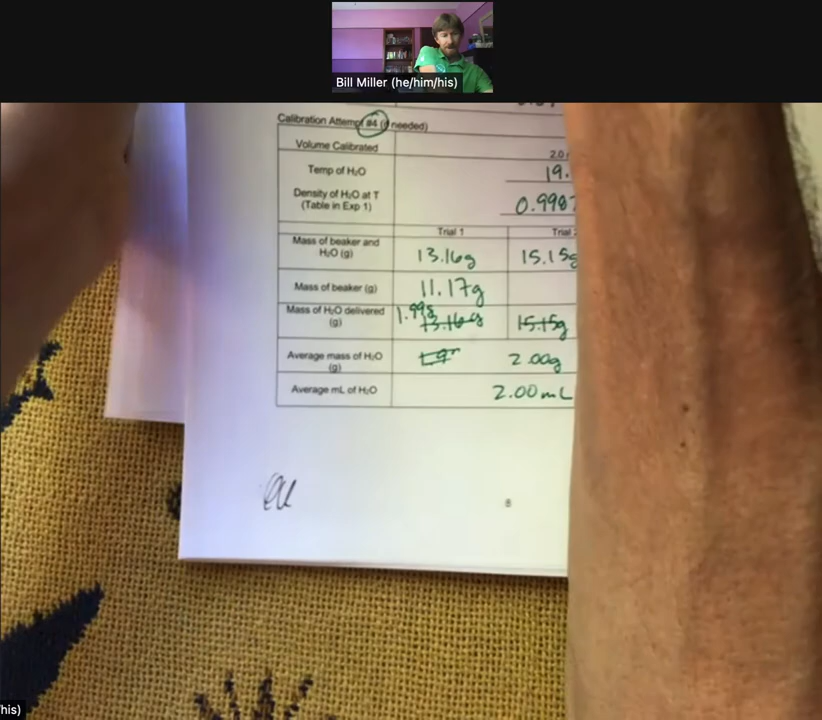 Bill Miller (he/him/his)
Calibration Attempt #4 (if needed)
Volume Calibrated
2.0
Temp of H₂O
19.
Density of H₂O at T
(Table in Exp 1)
0.998
Trial 1
Trial
Mass of beaker and
H₂O (g)
13.16g
15.15g
Mass of beaker (g)
11.17g
Mass of H₂O delivered
(g)
1.99g
13.16g
15.15g
Average mass of H₂O
(g)
2.00g
Average mL of H₂O
2.00 mL
8
his)